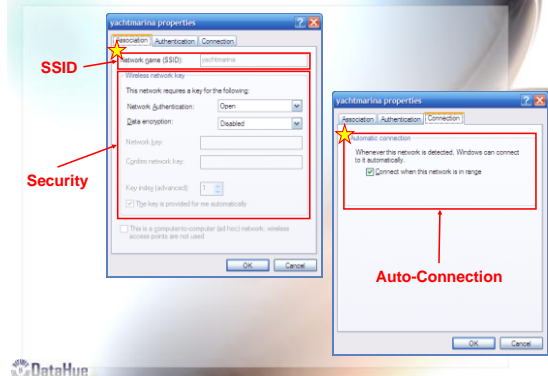 yachtmarina properties
Association Authentication Connection
SSID
Network name (SSID): yachtmarina
Wireless network key
This network requires a key for the following:
Network Authentication: Open
Data encryption: Disabled
Network key:
Confirm network key:
Security
Key index (advanced): 1
The key is provided for me automatically
This is a computer-to-computer (ad hoc) network; wireless
access points are not used
OK Cancel
yachtmarina properties
Association Authentication Connection
Automatic connection
Whenever this network is detected, Windows can connect
to it automatically.
Connect when this network is in range
Auto-Connection
OK Cancel
DataHue